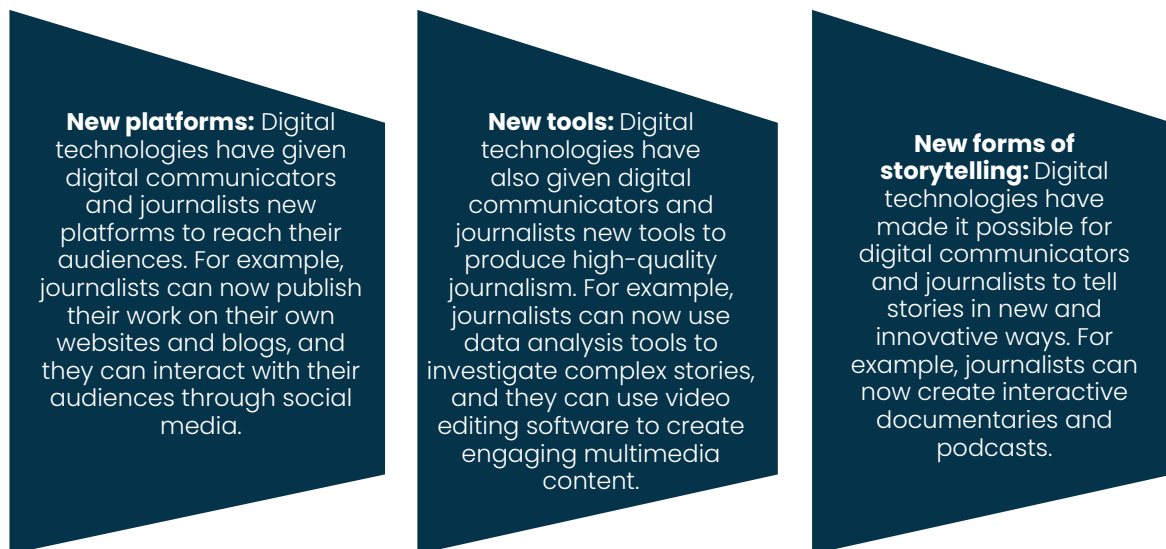 New platforms: Digital
technologies have given
digital communicators
and journalists new
platforms to reach their
audiences. For example,
journalists can now publish
their work on their own
websites and blogs, and
they can interact with their
audiences through social
media.
New tools: Digital
technologies have
also given digital
communicators and
journalists new tools to
produce high-quality
journalism. For example,
journalists can now use
data analysis tools to
investigate complex stories,
and they can use video
editing software to create
engaging multimedia
content.
New forms of
storytelling: Digital
technologies have
made it possible for
digital communicators
and journalists to tell
stories in new and
innovative ways. For
example, journalists can
now create interactive
documentaries and
podcasts.